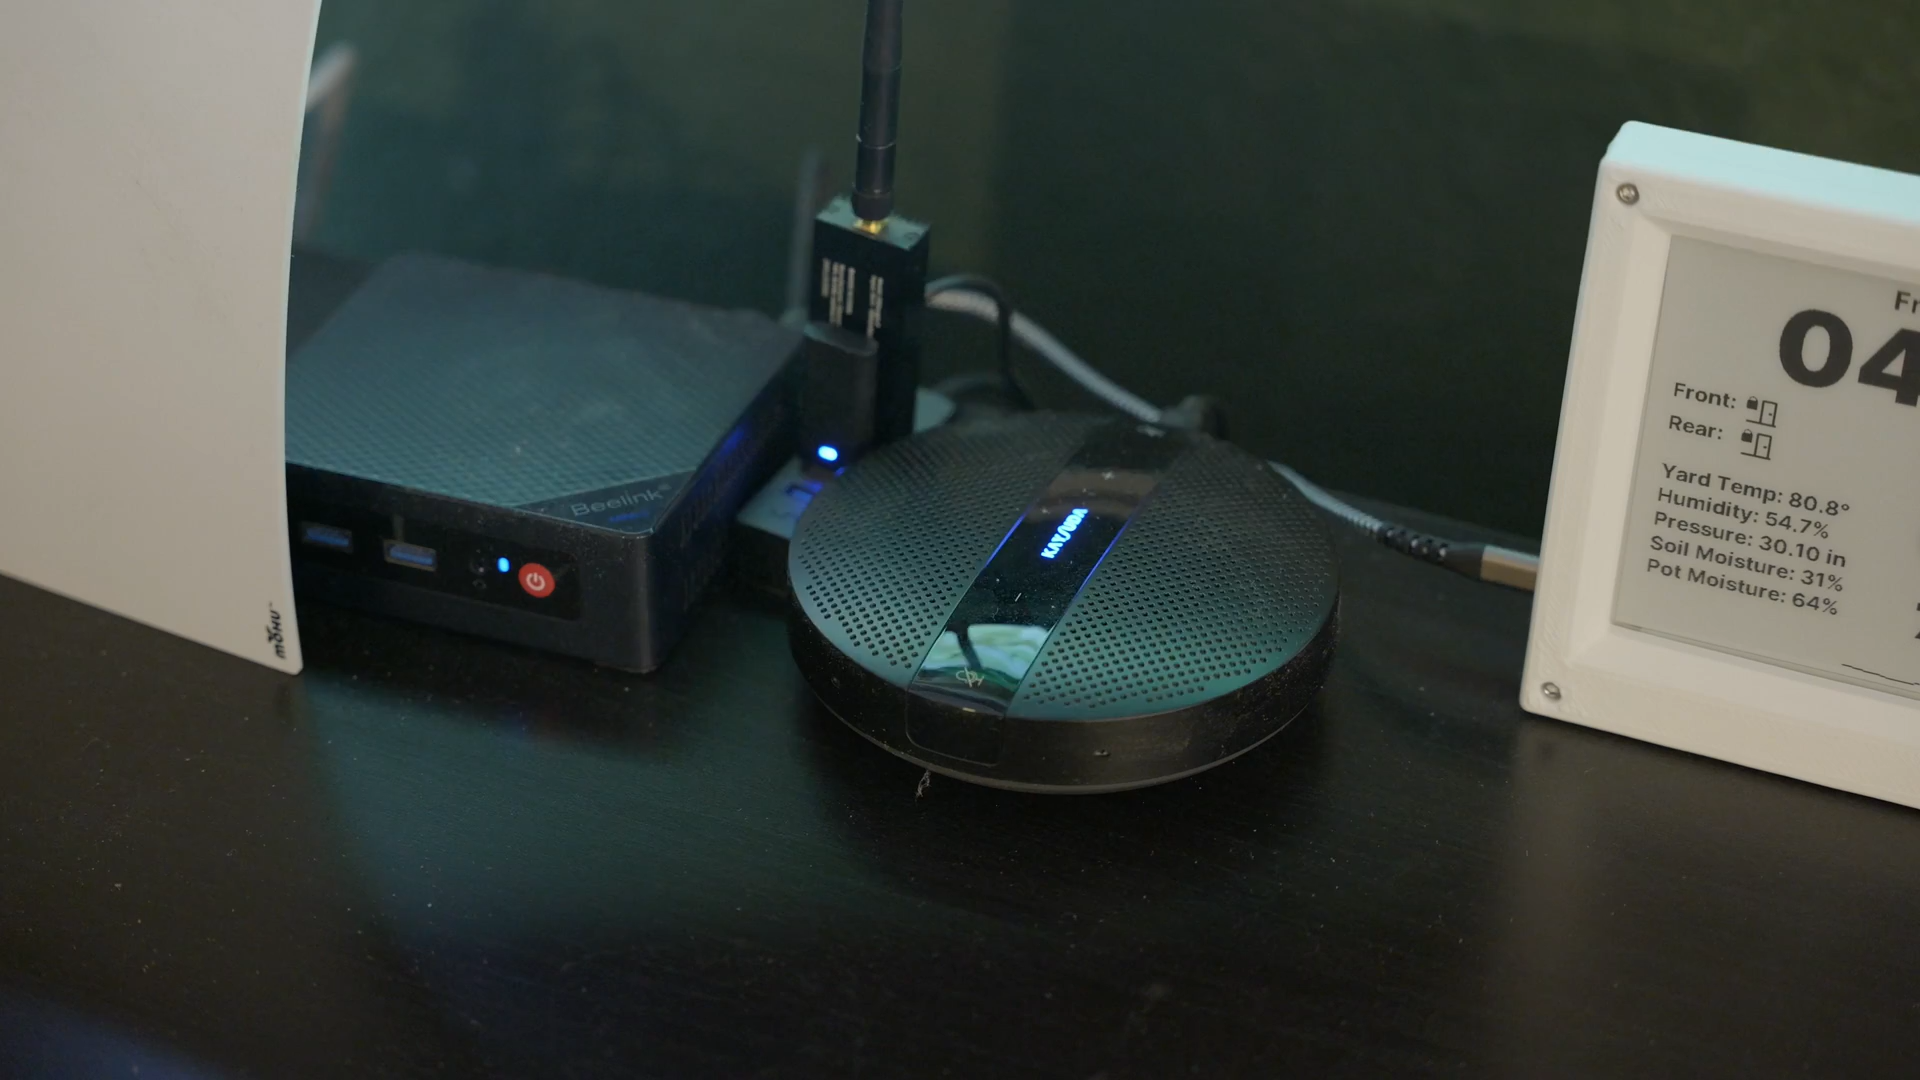 mohu
Beelink
KAYSUDA
Fr
04
Front:
Rear:
Yard Temp: 80.8°
Humidity: 54.7%
Pressure: 30.10 in
Soil Moisture: 31%
Pot Moisture: 64%